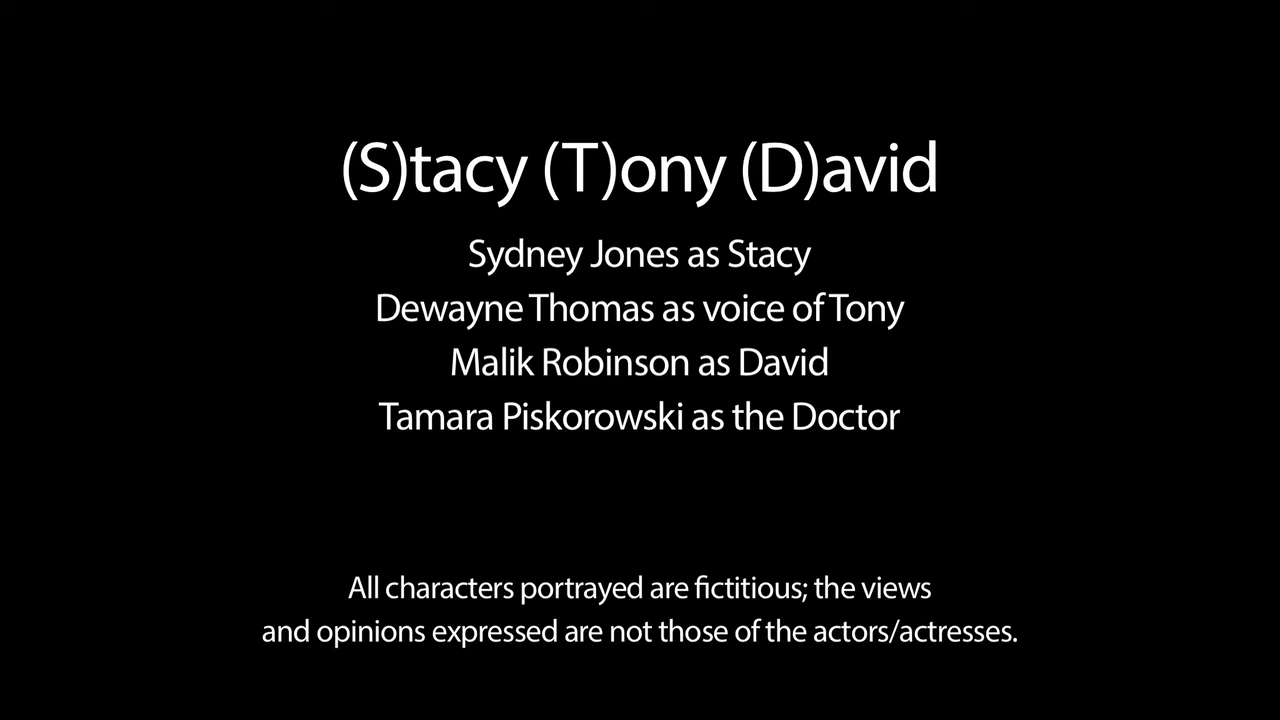 (S)tacy (T)ony (D)avid
Sydney Jones as Stacy
Dewayne Thomas as voice of Tony
Malik Robinson as David
Tamara Piskorowski as the Doctor
All characters portrayed are fictitious; the views
and opinions expressed are not those of the actors/actresses.